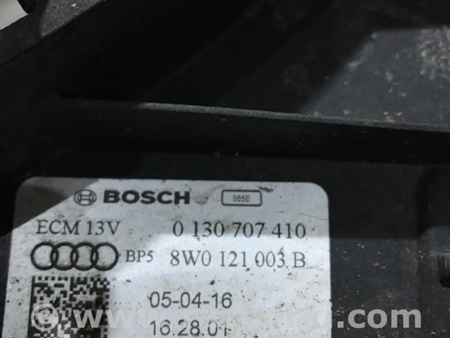 BOSCH
ECM 13V 0 130 707 410
BP5 8W0 121 003 B
05-04-16
16.28.01